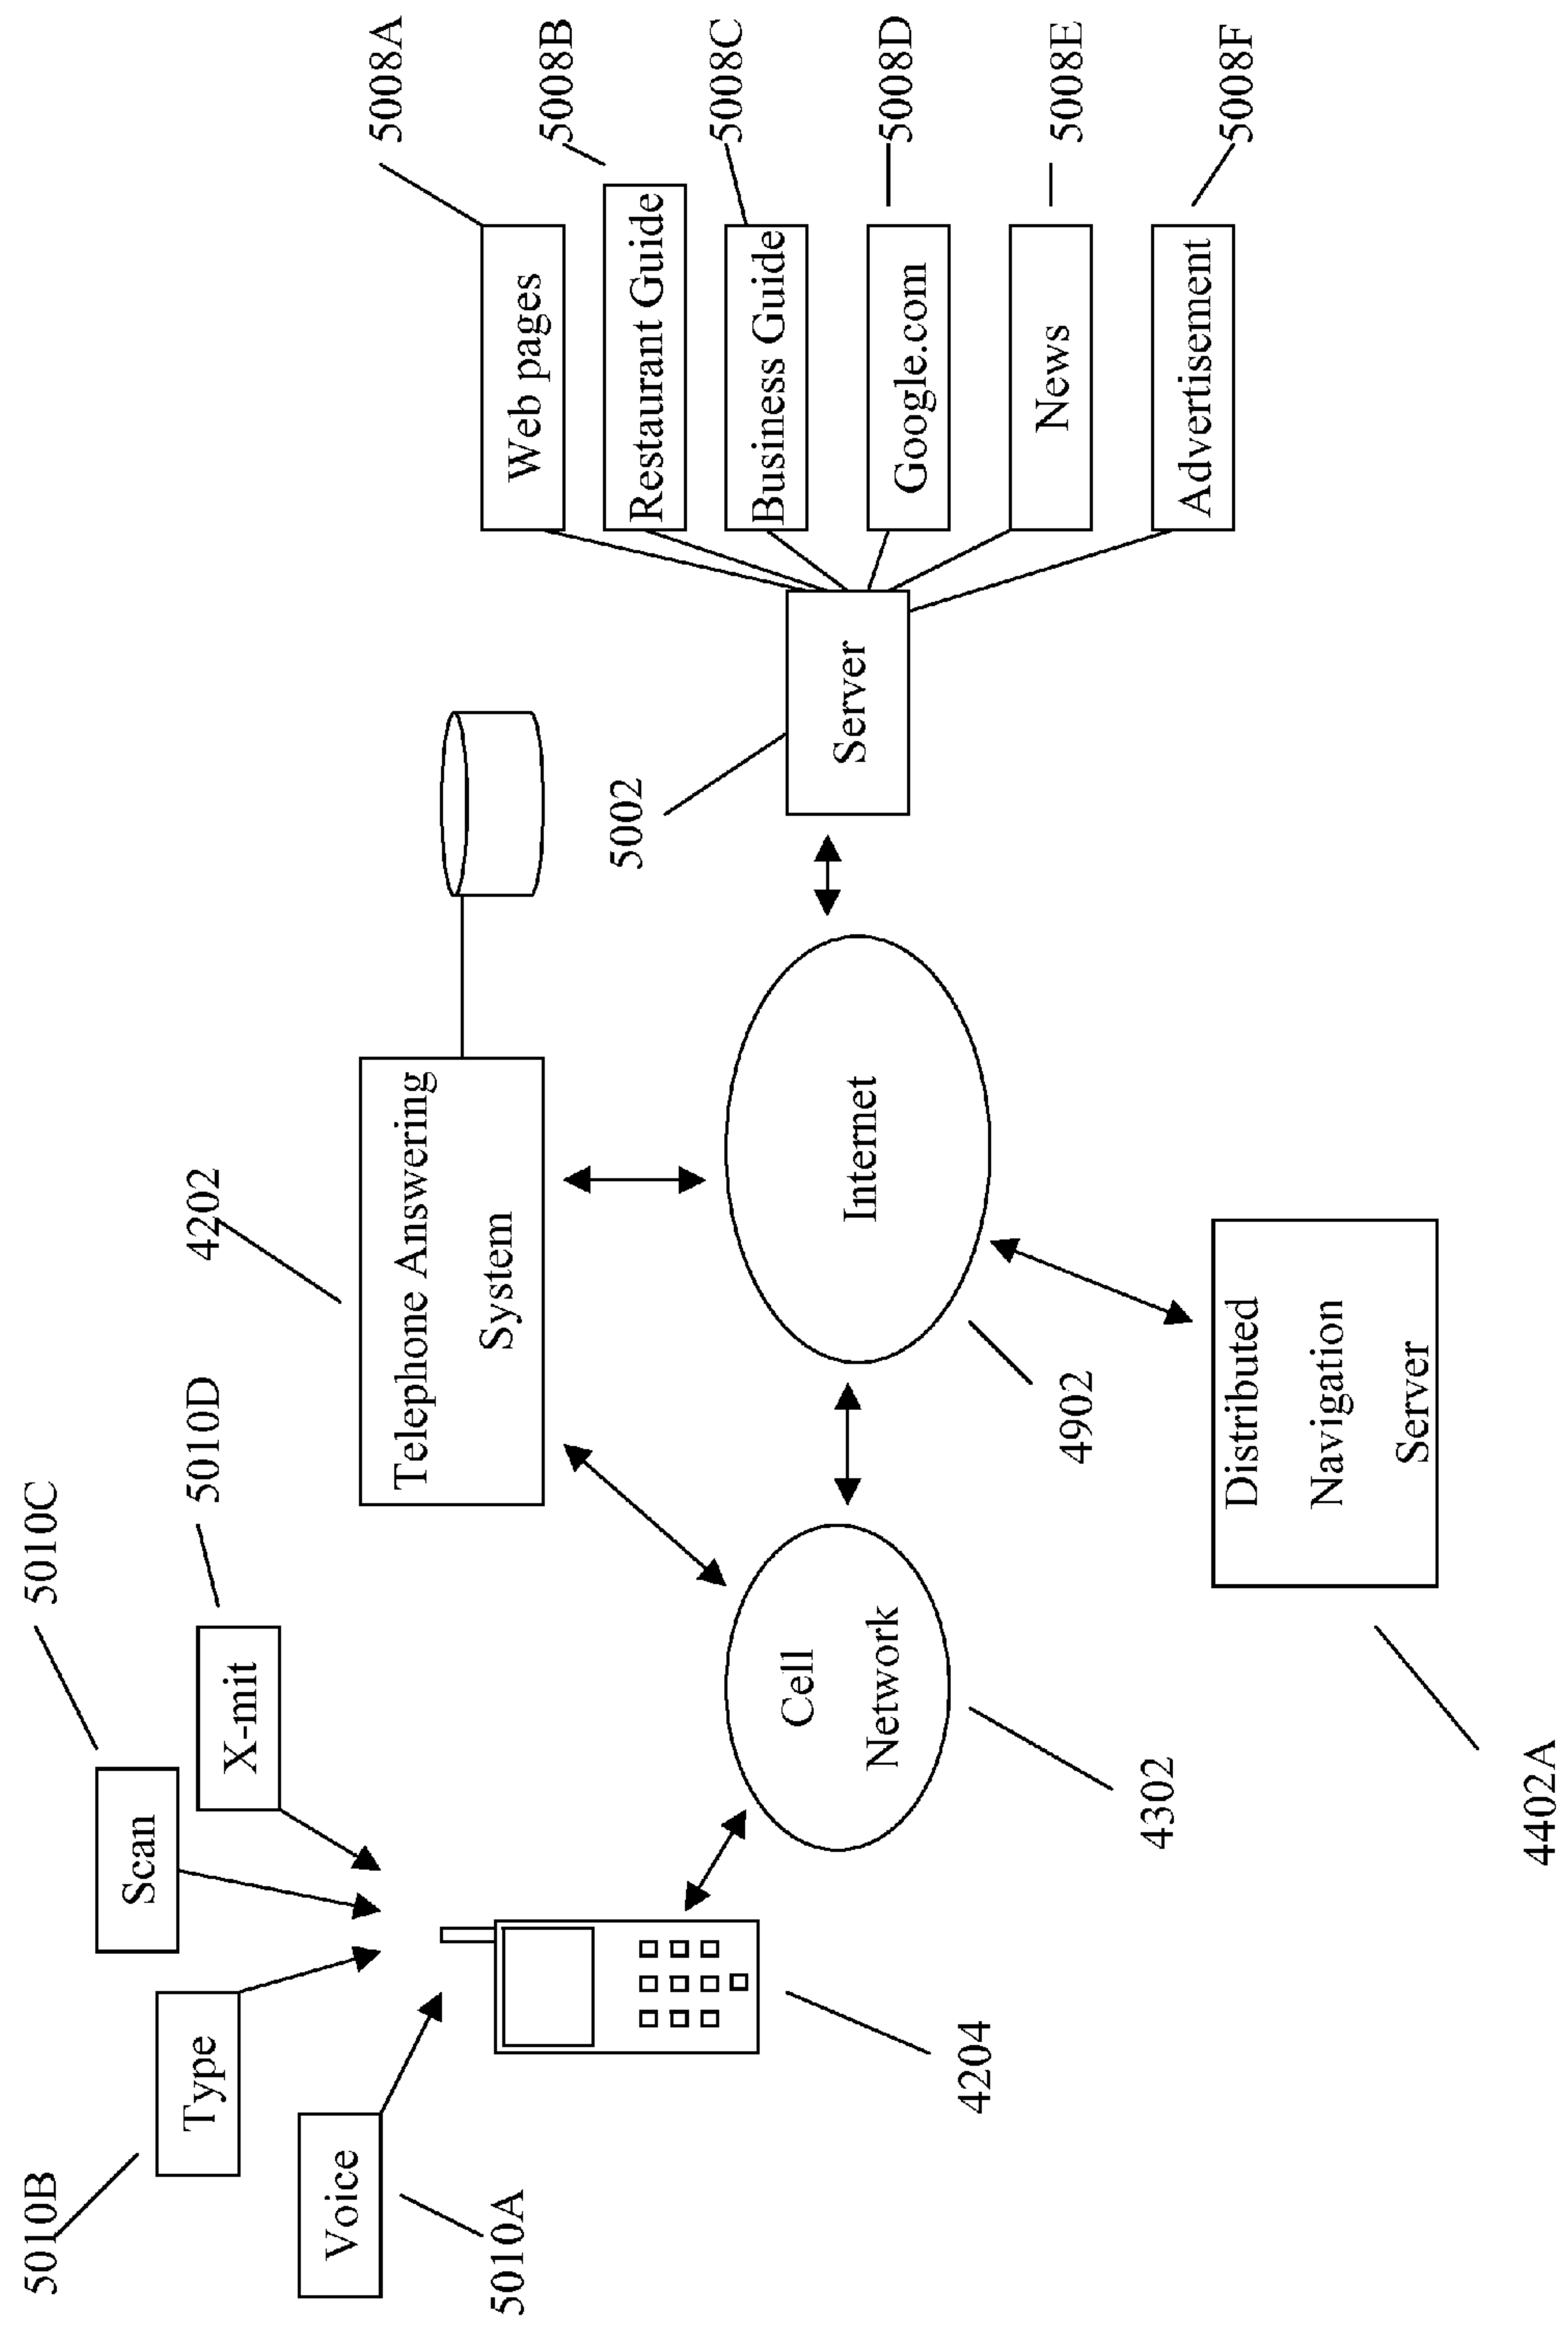 5010C
5010D
4202
5010B
Scan
X-mit
Type
Voice
5010A
Telephone Answering
System
5002
5008A
Web pages
5008B
Restaurant Guide
5008C
Business Guide
5008D
Google.com
5008E
News
5008F
Advertisement
Server
Internet
Cell
Network
4204
4302
4902
Distributed
Navigation
Server
4402A